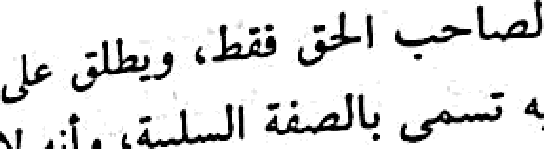 لصاحب الحق فقط، ويطلق على
به تسمى بالصفة السلبية، وأنه لا